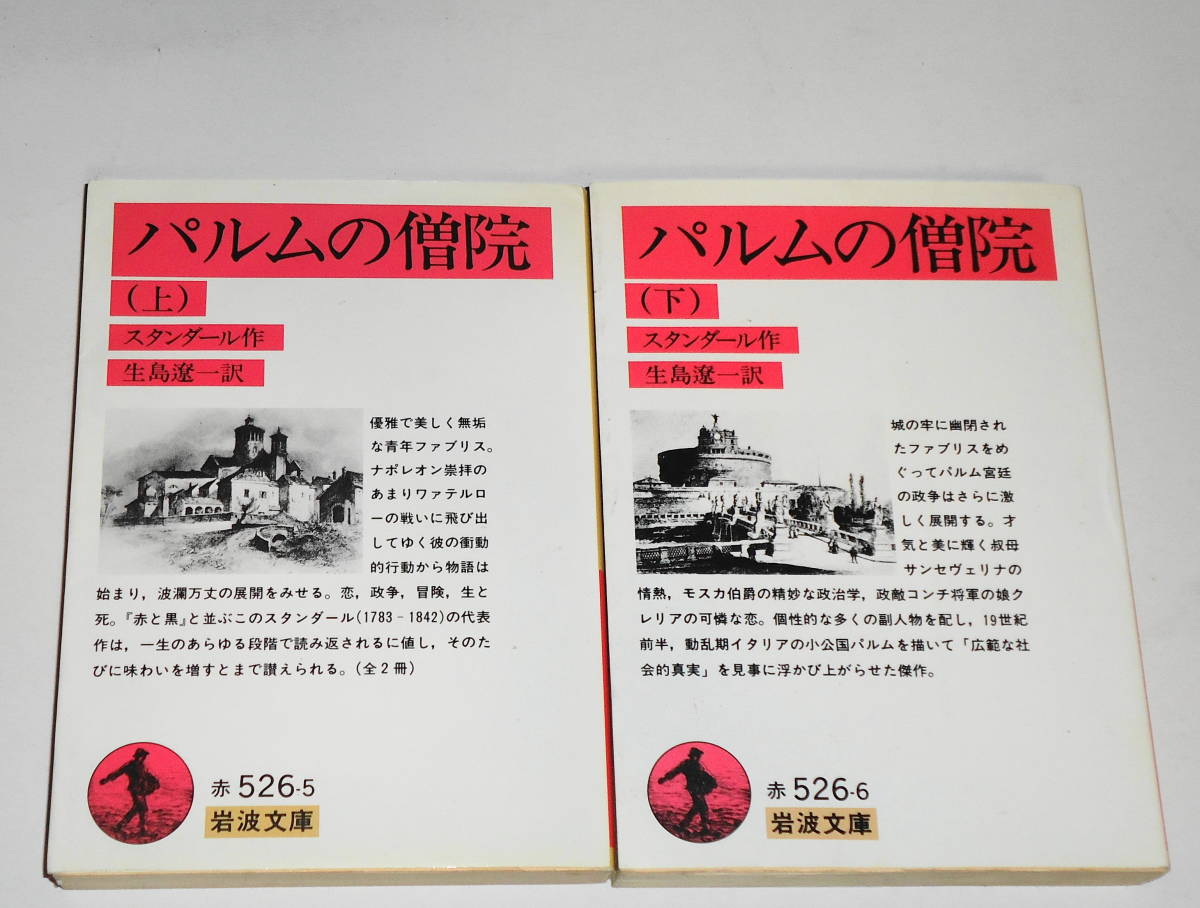 パルムの僧院
(上)
スタンダール作
生島遼一訳
優雅で美しく無垢
な青年ファブリス。
ナポレオン崇拝の
あまりワァテルロ
ーの戦いに飛び出
してゆく彼の衝動
的行動から物語は
始まり，波瀾万丈の展開をみせる。恋，政争，冒険，生と
死。『赤と黒』と並ぶこのスタンダール(1783－1842)の代表
作は，一生のあらゆる段階で読み返されるに値し，そのた
びに味わいを増すとまで讃えられる。(全2冊)
赤 526-5
岩波文庫
パルムの僧院
(下)
スタンダール作
生島遼一訳
城の牢に幽閉され
たファブリスをめ
ぐってパルム宮廷
の政争はさらに激
しく展開する。才
気と美に輝く叔母
サンセヴェリナの
情熱，モスカ伯爵の精妙な政治学，政敵コンチ将軍の娘ク
レリアの可憐な恋。個性的な多くの副人物を配し，19世紀
前半，動乱期イタリアの小公国パルムを描いて「広範な社
会的真実」を見事に浮かび上がらせた傑作。
赤 526-6
岩波文庫